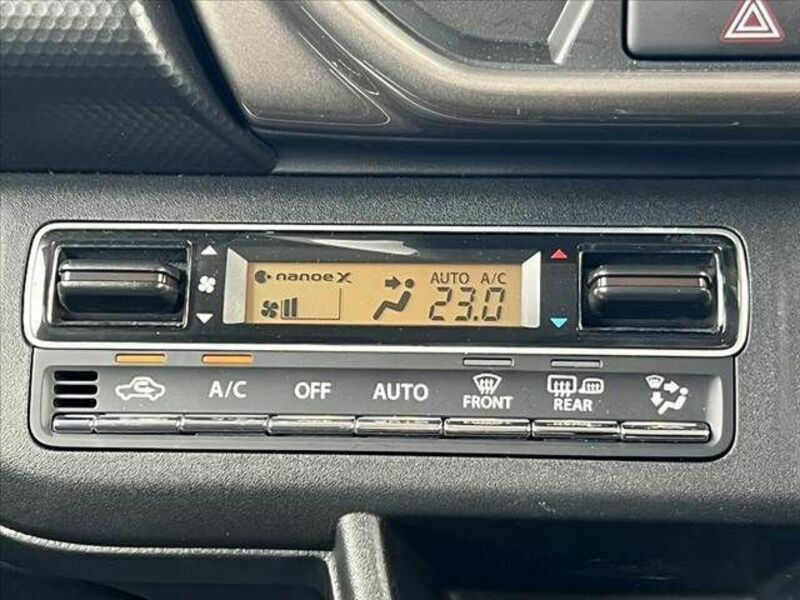 nanoe X
AUTO A/C
23.0
A/C OFF AUTO FRONT REAR